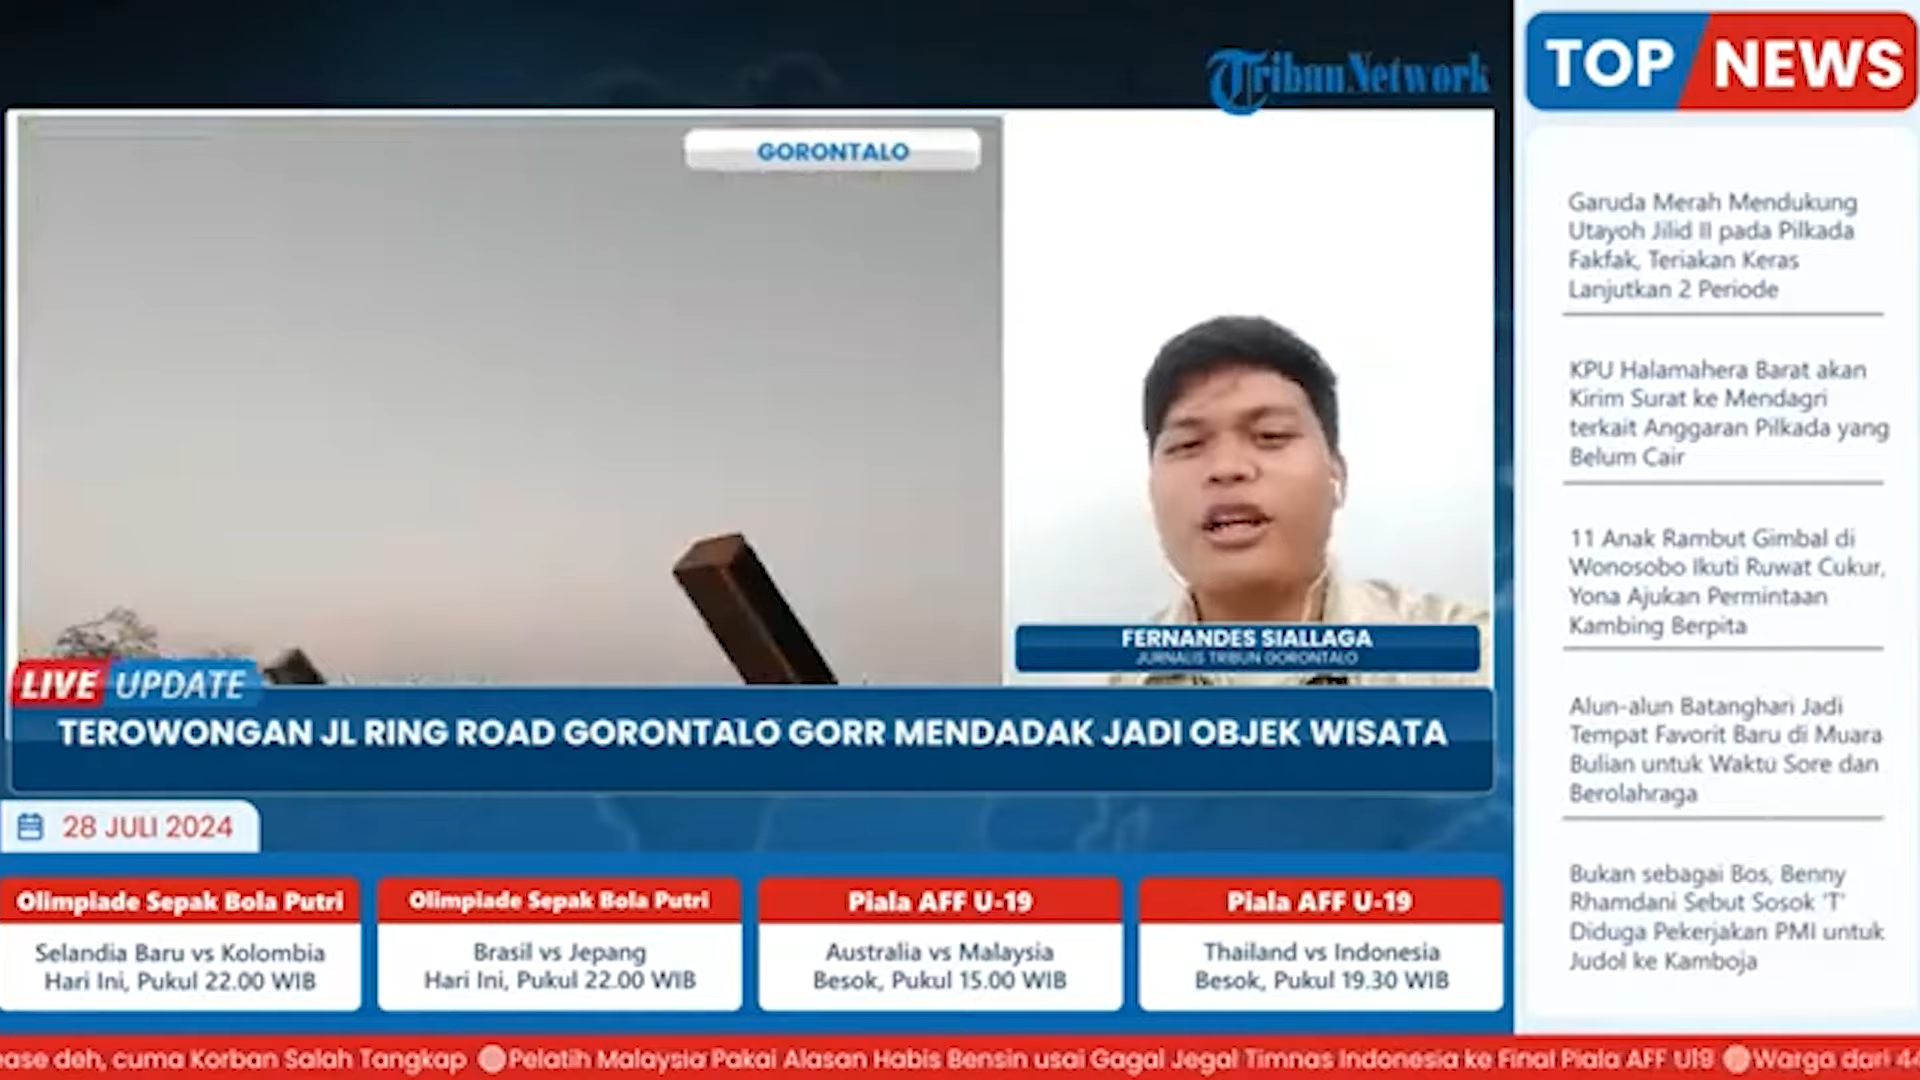 TribunNetwork
TOP NEWS
GORONTALO
Garuda Merah Mendukung
Utayoh Jilid II pada Pilkada
Fakfak, Teriakan Keras
Lanjutkan 2 Periode
KPU Halamahera Barat akan
Kirim Surat ke Mendagri
terkait Anggaran Pilkada yang
Belum Cair
11 Anak Rambut Gimbal di
Wonosobo Ikuti Ruwat Cukur,
Yona Ajukan Permintaan
Kambing Berpita
Alun-alun Batanghari Jadi
Tempat Favorit Baru di Muara
Bulian untuk Waktu Sore dan
Berolahraga
Bukan sebagai Bos, Benny
Rhamdani Sebut Sosok 'T'
Diduga Pekerjakan PMI untuk
Judol ke Kamboja
FERNANDES SIALLAGA
JURNALIS TRIBUN GORONTALO
LIVE UPDATE
TEROWONGAN JL RING ROAD GORONTALO GORR MENDADAK JADI OBJEK WISATA
28 JULI 2024
Olimpiade Sepak Bola Putri
Selandia Baru vs Kolombia
Hari Ini, Pukul 22.00 WIB
Olimpiade Sepak Bola Putri
Brasil vs Jepang
Hari Ini, Pukul 22.00 WIB
Piala AFF U-19
Australia vs Malaysia
Besok, Pukul 15.00 WIB
Piala AFF U-19
Thailand vs Indonesia
Besok, Pukul 19.30 WIB
ease deh, cuma Korban Salah Tangkap Pelatih Malaysia Pakai Alasan Habis Bensin usai Gagal Jegal Timnas Indonesia ke Final Piala AFF U19 Warga dari 44